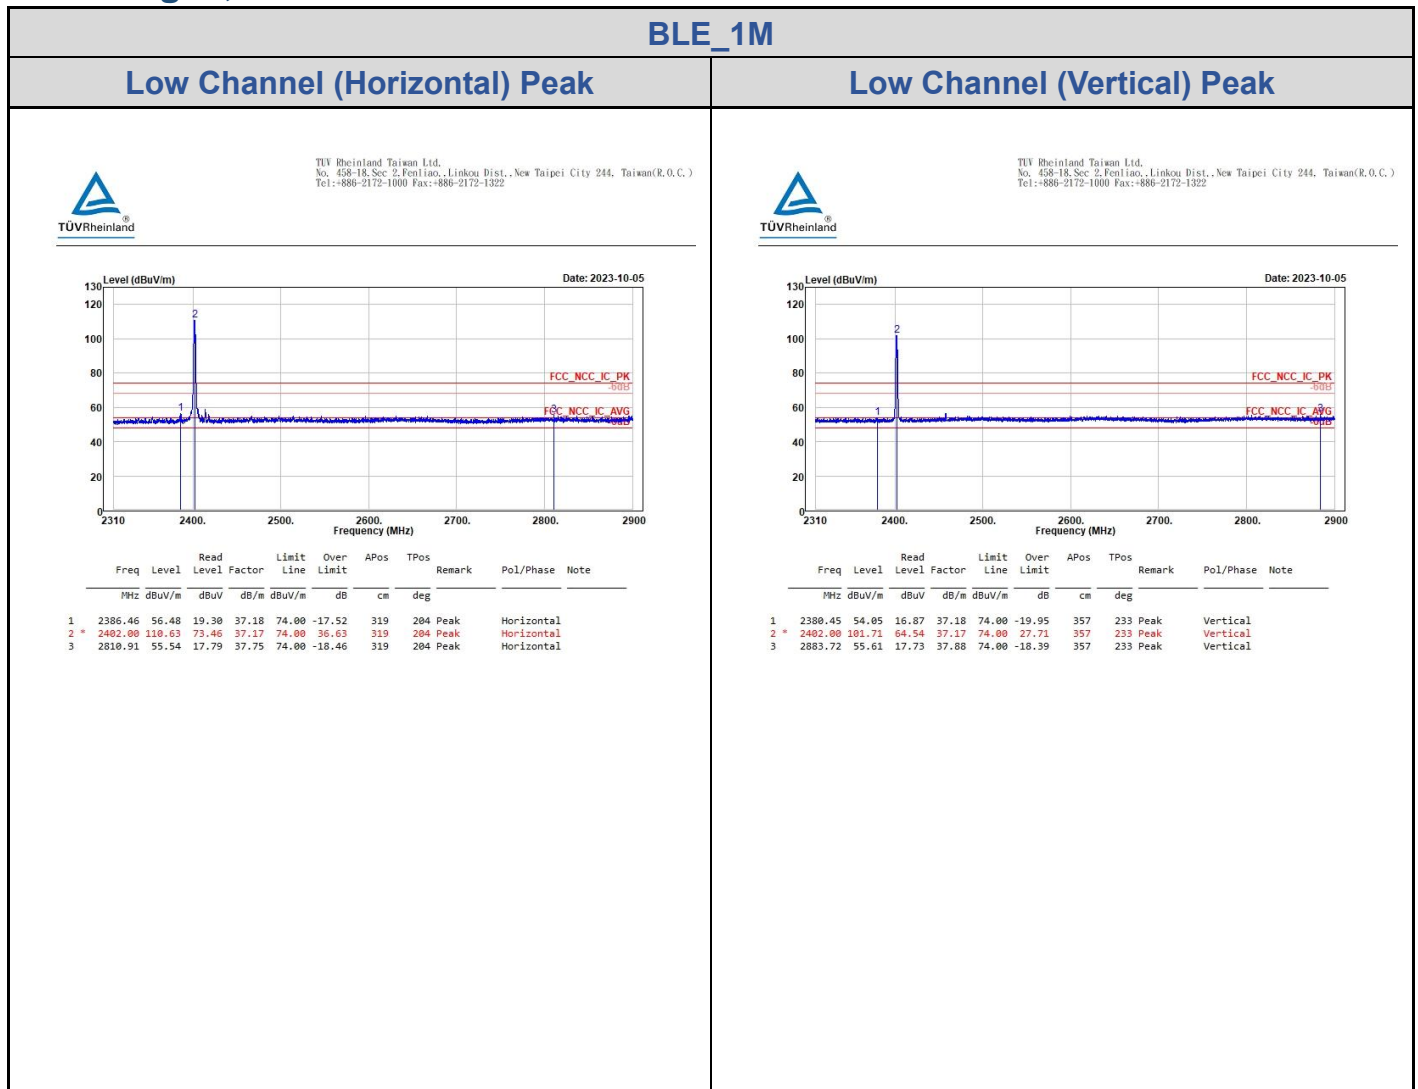 BLE_1M
Low Channel (Horizontal) Peak
Low Channel (Vertical) Peak
TUV Rheinland Taiwan Ltd.
No. 458-18.Sec 2.Fenliao..Linkou Dist..New Taipei City 244. Taiwan(R.O.C.)
Tel:+886-2172-1000 Fax:+886-2172-1322
TÜVRheinland
®
Level (dBuV/m)
Date: 2023-10-05
130
120
100
80
60
40
20
0
FCC_NCC_IC_PK
-6dB
FCC_NCC_IC_AVG
-6dB
1
2
3
2310 2400. 2500. 2600. 2700. 2800. 2900
Frequency (MHz)
Read Limit Over APos TPos
Freq Level Level Factor Line Limit Remark Pol/Phase Note
MHz dBuV/m dBuV dB/m dBuV/m dB cm deg
1 2386.46 56.48 19.30 37.18 74.00 -17.52 319 204 Peak Horizontal
2 * 2402.00 110.63 73.46 37.17 74.00 36.63 319 204 Peak Horizontal
3 2810.91 55.54 17.79 37.75 74.00 -18.46 319 204 Peak Horizontal
TUV Rheinland Taiwan Ltd.
No. 458-18.Sec 2.Fenliao..Linkou Dist..New Taipei City 244. Taiwan(R.O.C.)
Tel:+886-2172-1000 Fax:+886-2172-1322
TÜVRheinland
®
Level (dBuV/m)
Date: 2023-10-05
130
120
100
80
60
40
20
0
FCC_NCC_IC_PK
-6dB
FCC_NCC_IC_AVG
-6dB
1
2
3
2310 2400. 2500. 2600. 2700. 2800. 2900
Frequency (MHz)
Read Limit Over APos TPos
Freq Level Level Factor Line Limit Remark Pol/Phase Note
MHz dBuV/m dBuV dB/m dBuV/m dB cm deg
1 2380.45 54.05 16.87 37.18 74.00 -19.95 357 233 Peak Vertical
2 * 2402.00 101.71 64.54 37.17 74.00 27.71 357 233 Peak Vertical
3 2883.72 55.61 17.73 37.88 74.00 -18.39 357 233 Peak Vertical